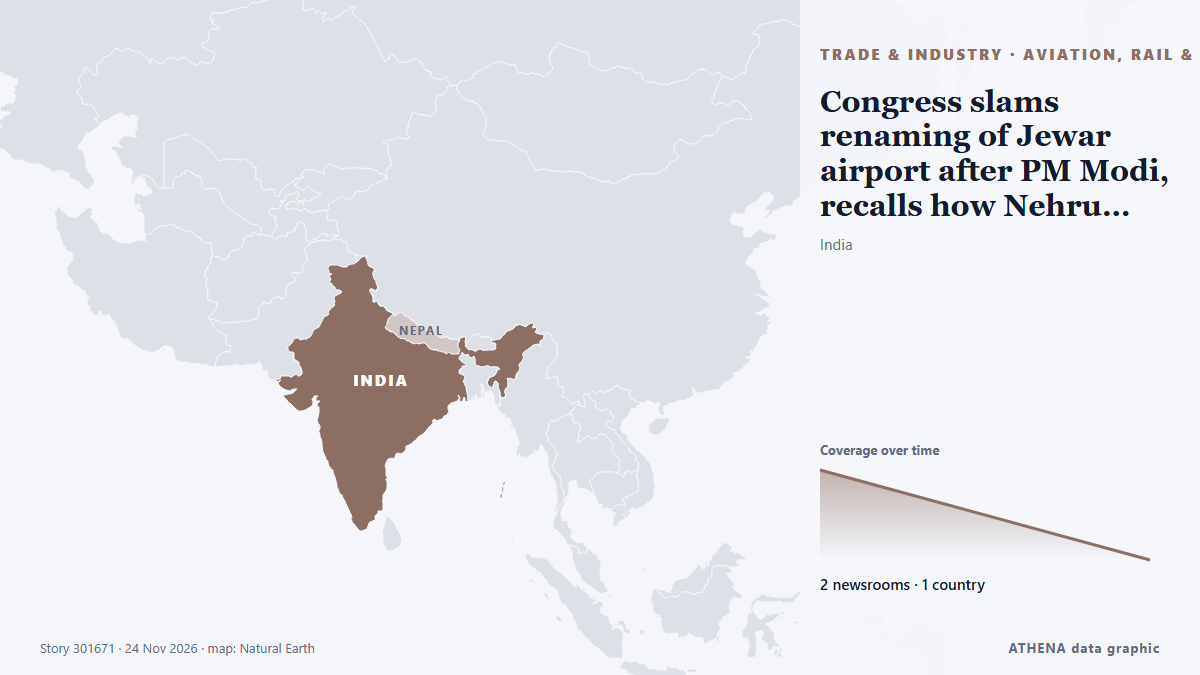 TRADE & INDUSTRY · AVIATION, RAIL &
Congress slams
renaming of Jewar
airport after PM Modi,
recalls how Nehru...
India
NEPAL
INDIA
Coverage over time
2 newsrooms · 1 country
Story 301671 · 24 Nov 2026 · map: Natural Earth
ATHENA data graphic